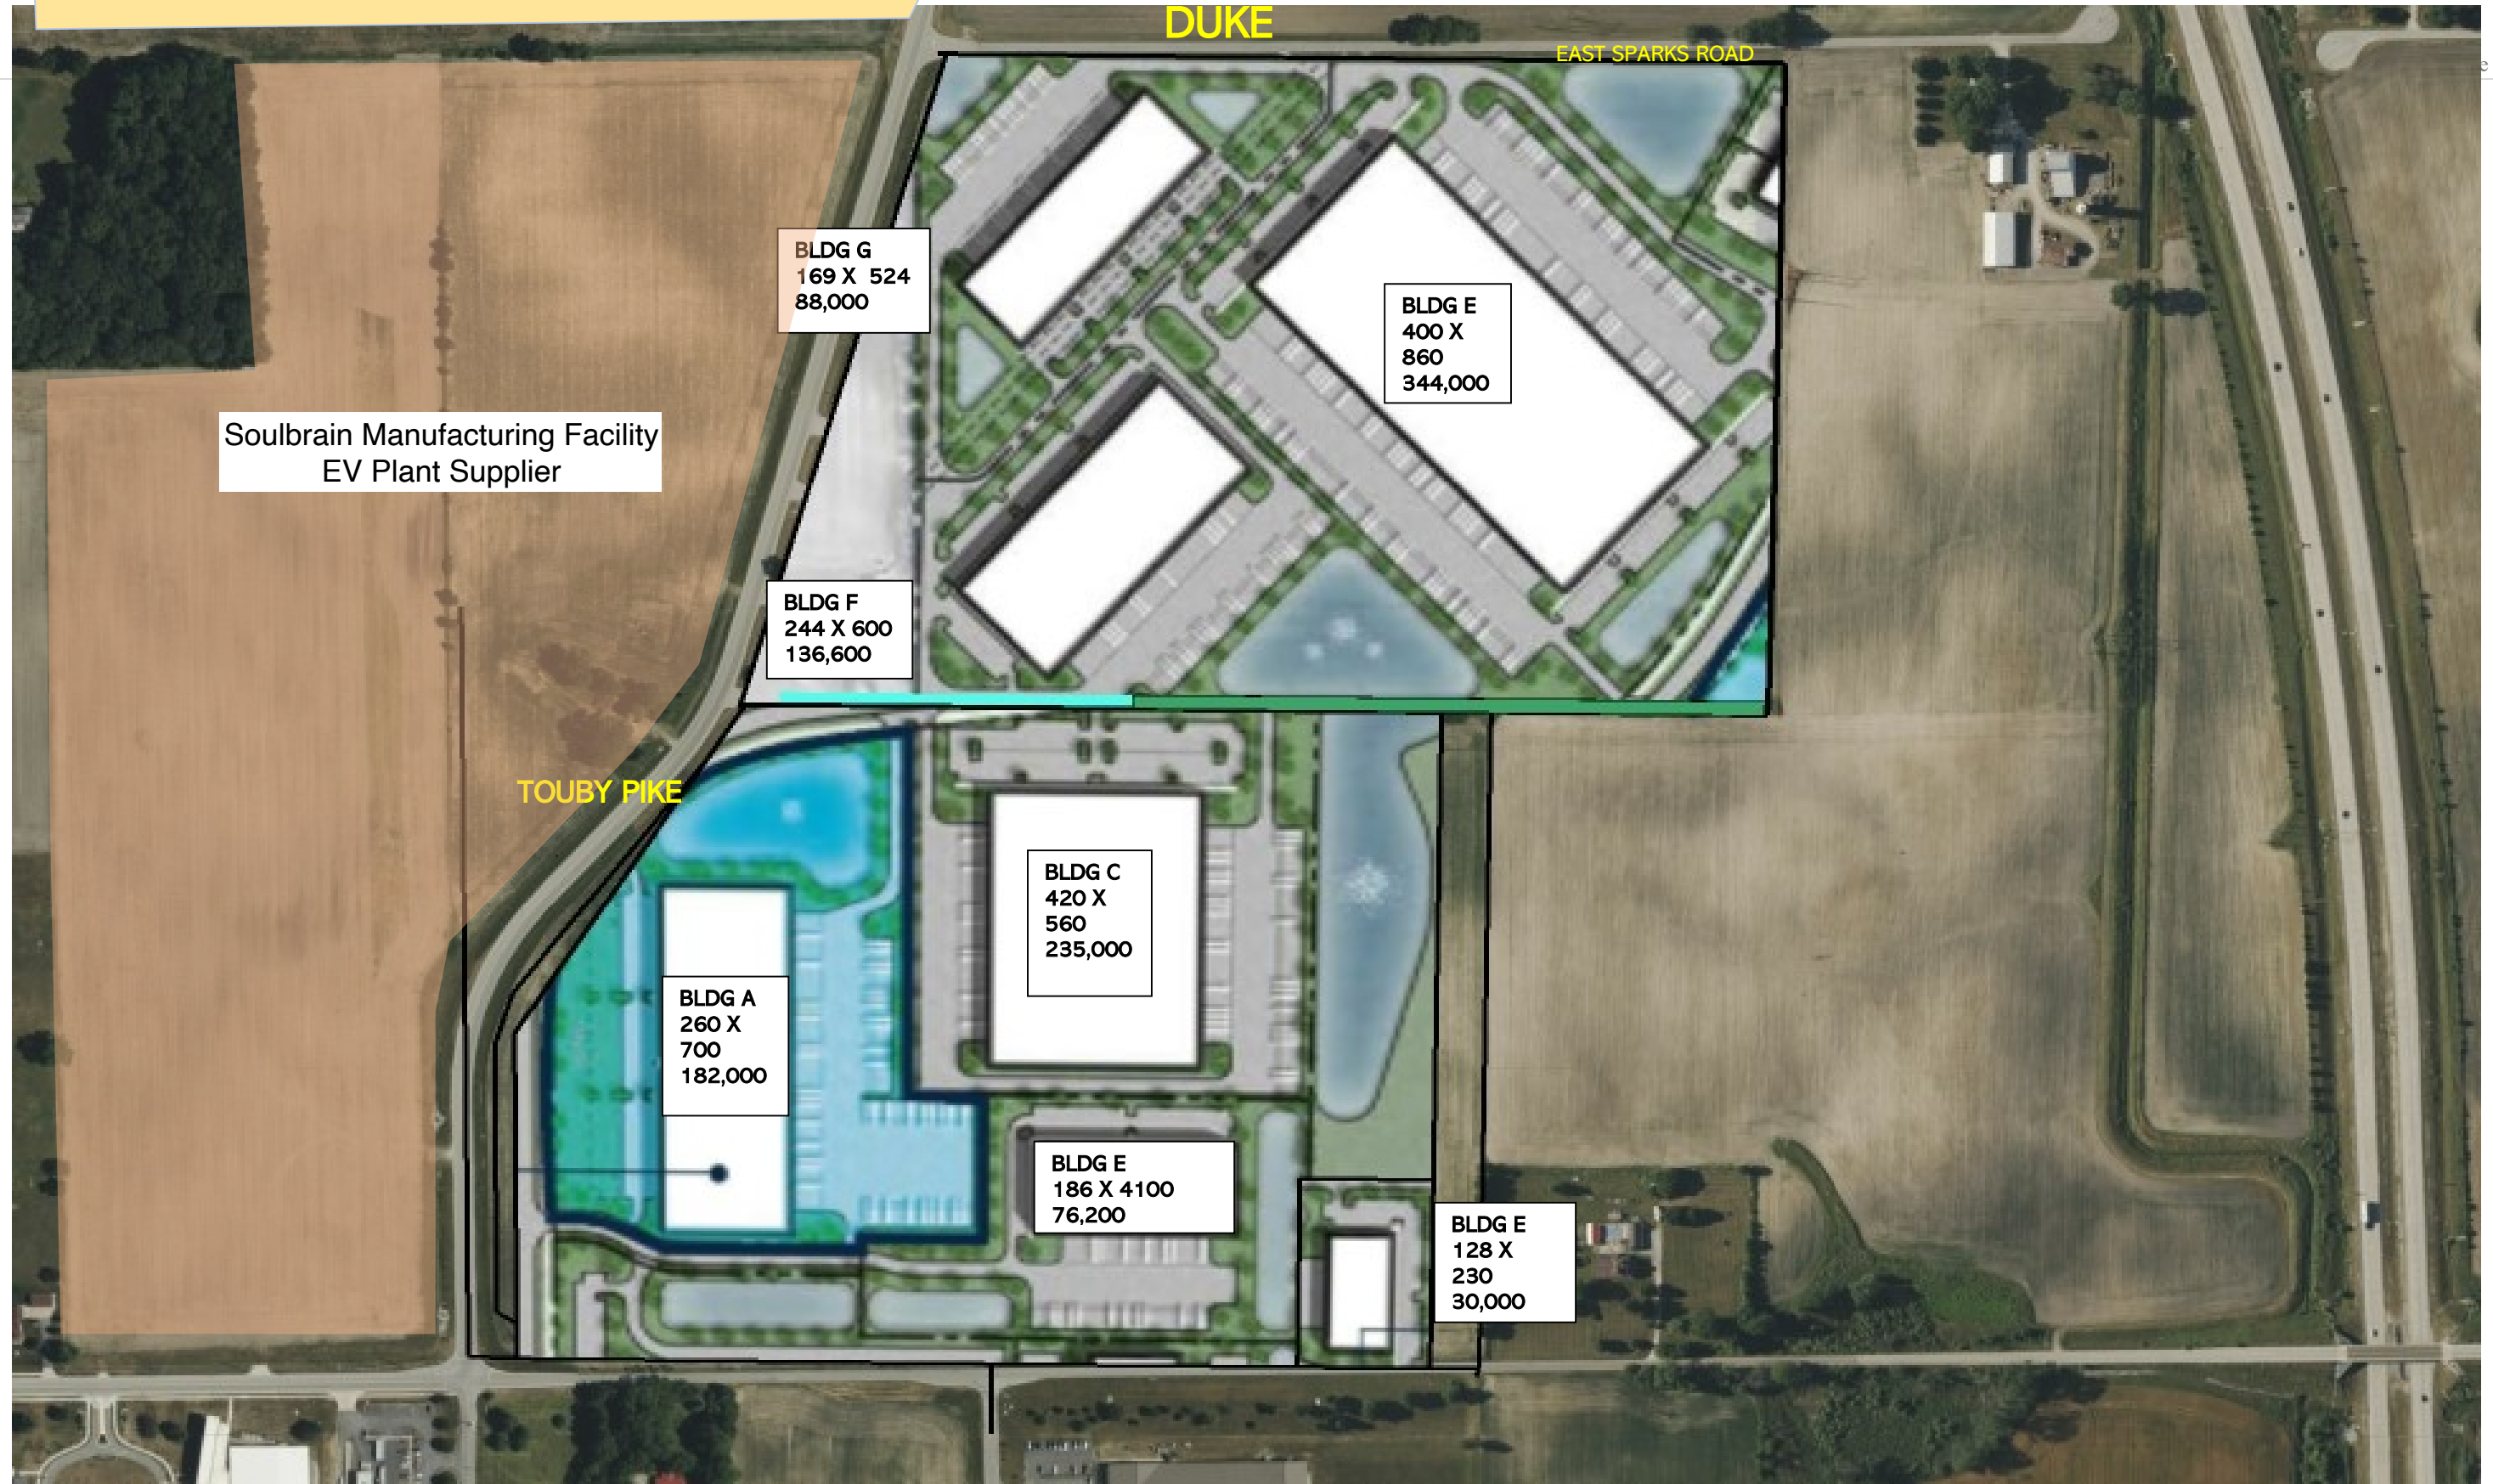 DUKE
EAST SPARKS ROAD
e
BLDG G
169 X 524
88,000
BLDG E
400 X
860
344,000
Soulbrain Manufacturing Facility
EV Plant Supplier
BLDG F
244 X 600
136,600
TOUBY PIKE
BLDG C
420 X
560
235,000
BLDG A
260 X
700
182,000
BLDG E
186 X 4100
76,200
BLDG E
128 X
230
30,000